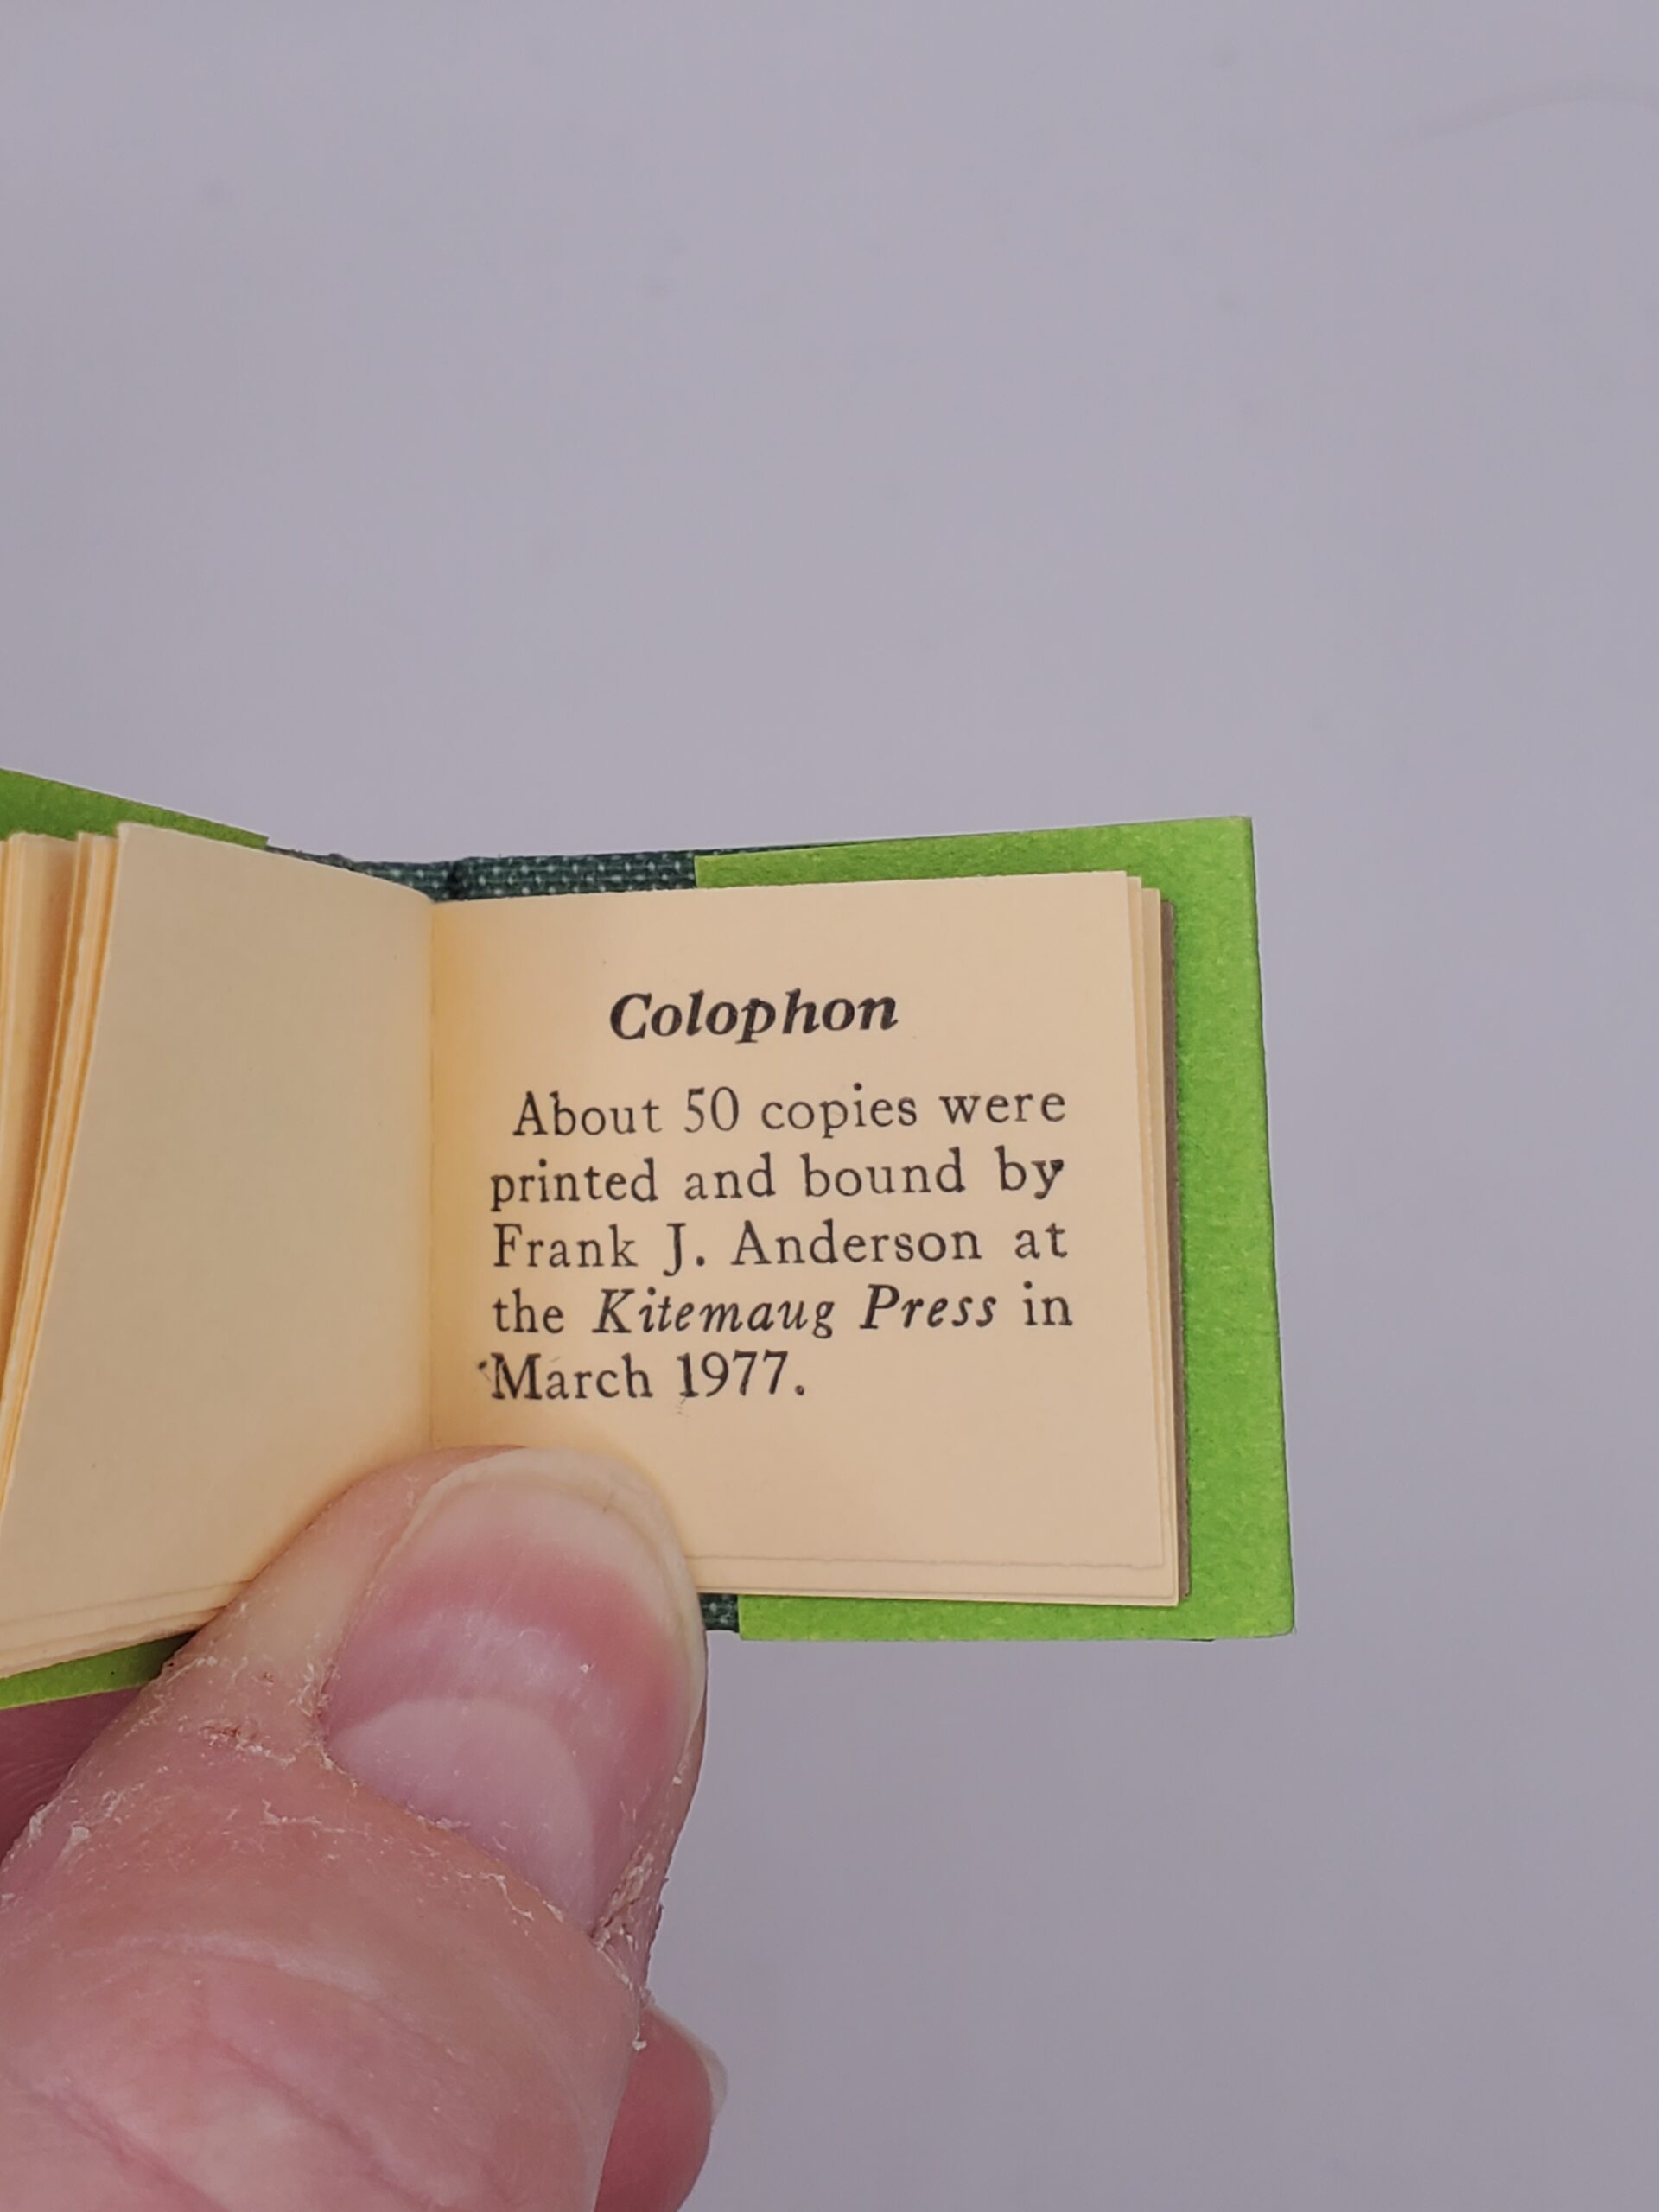 Colophon
About 50 copies were
printed and bound by
Frank J. Anderson at
the Kitemaug Press in
March 1977.